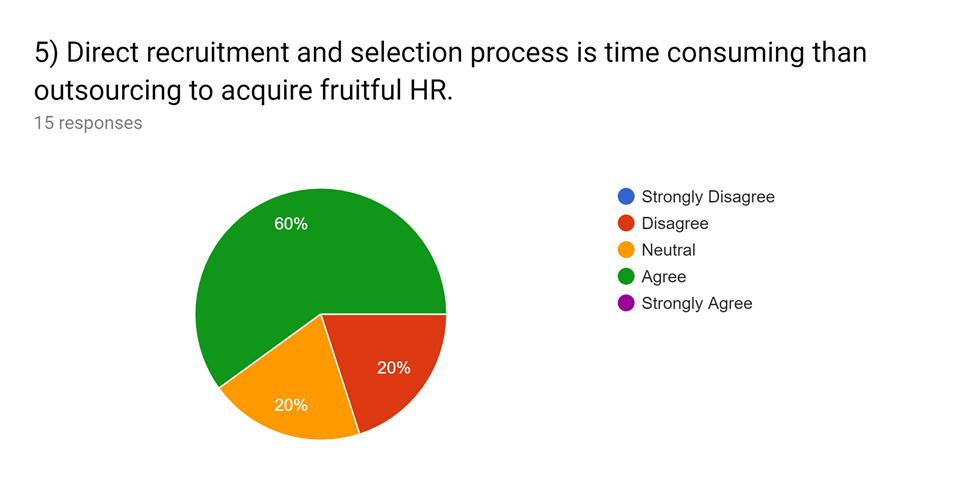 5) Direct recruitment and selection process is time consuming than
outsourcing to acquire fruitful HR.
15 responses
60%
20%
20%
Strongly Disagree
Disagree
Neutral
Agree
Strongly Agree